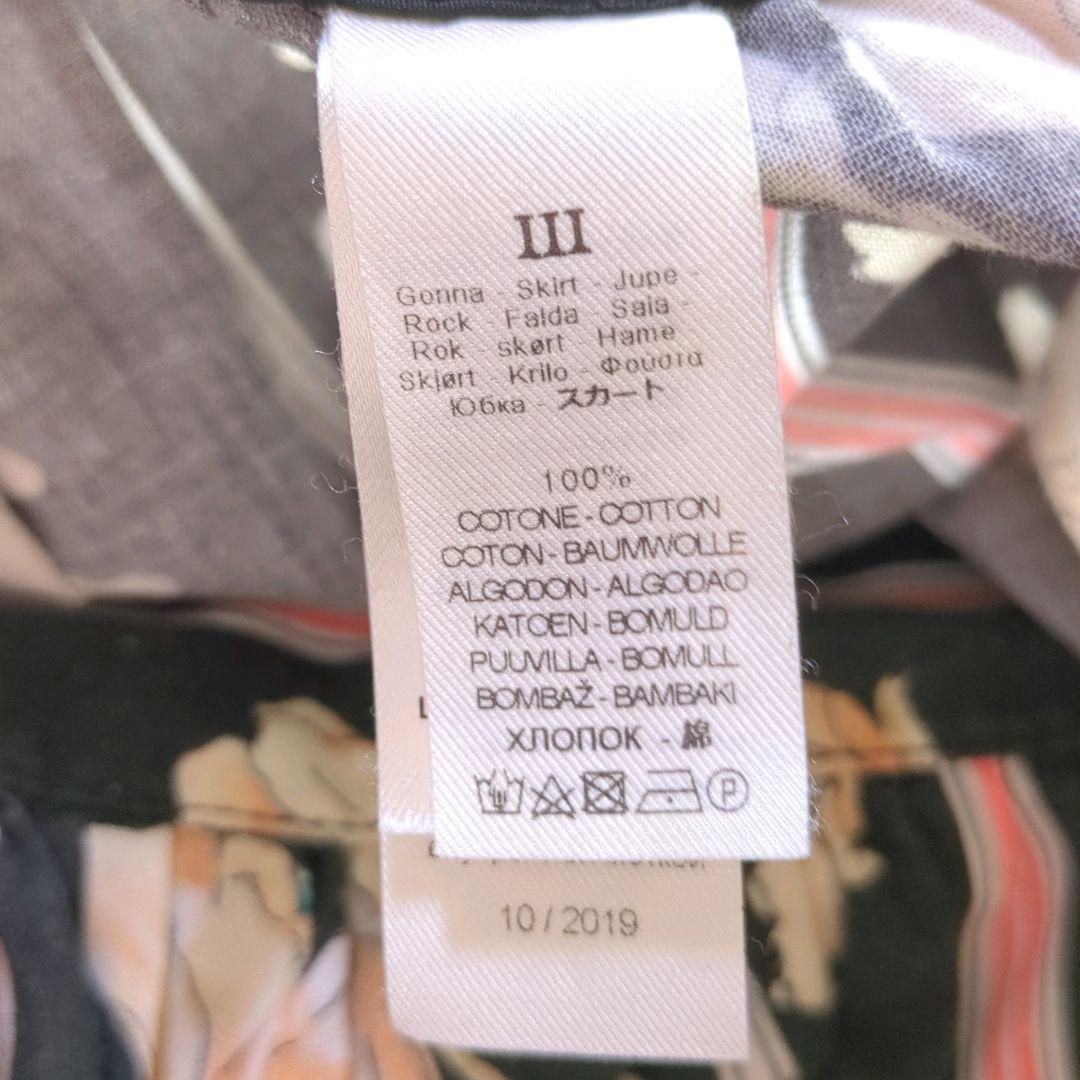 III
Gonna - Skirt - Jupe -
Rock - Falda Saia -
Rok - skørt - Hame -
Skjørt - Krilo - Φούστα
Юбка - スカート
100%
COTONE - COTTON
COTON - BAUMWOLLE
ALGODON - ALGODAO
KATOEN - BOMULD
PUUVILLA - BOMULL
BOMBAŽ - BAMBAKI
ХЛОПОК - 綿
P
10 / 2019